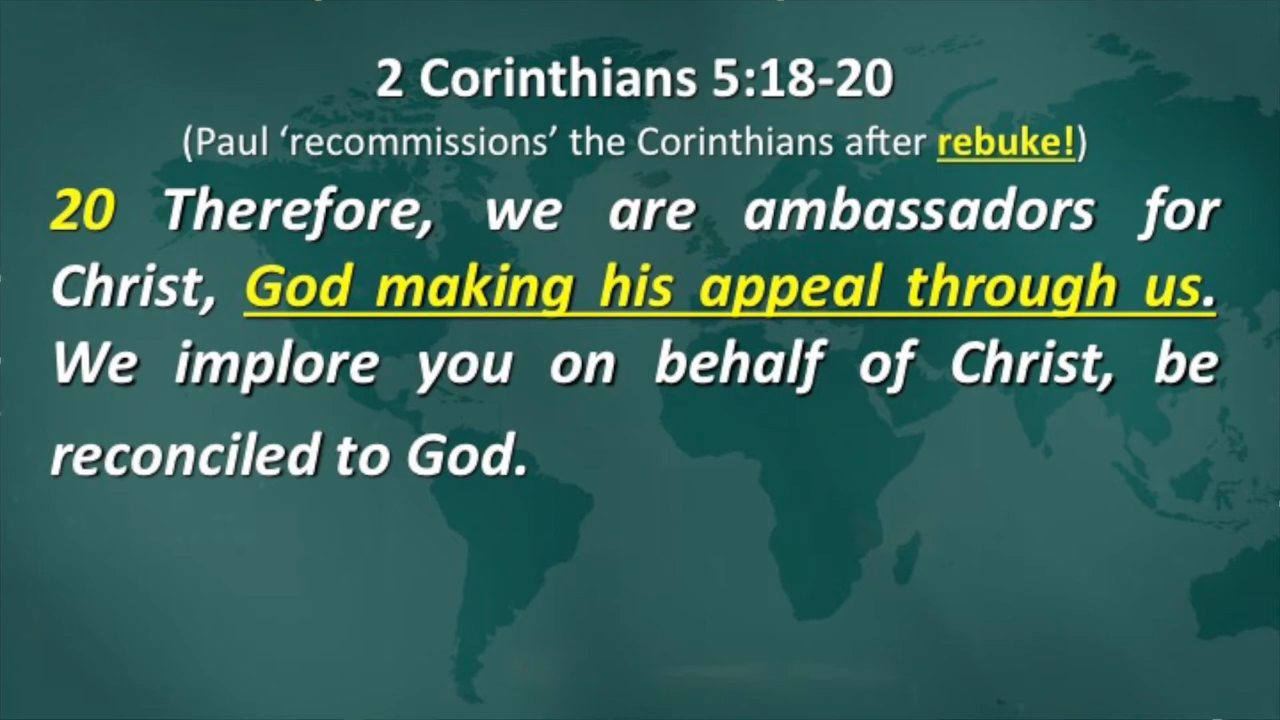 2 Corinthians 5:18-20
(Paul ‘recommissions’ the Corinthians after rebuke!)
20 Therefore, we are ambassadors for
Christ, God making his appeal through us.
We implore you on behalf of Christ, be
reconciled to God.